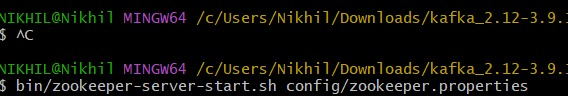 NIKHIL@Nikhil MINGW64 /c/Users/Nikhil/Downloads/kafka_2.12-3.9.1
$ ^C
NIKHIL@Nikhil MINGW64 /c/Users/Nikhil/Downloads/kafka_2.12-3.9.1
$ bin/zookeeper-server-start.sh config/zookeeper.properties